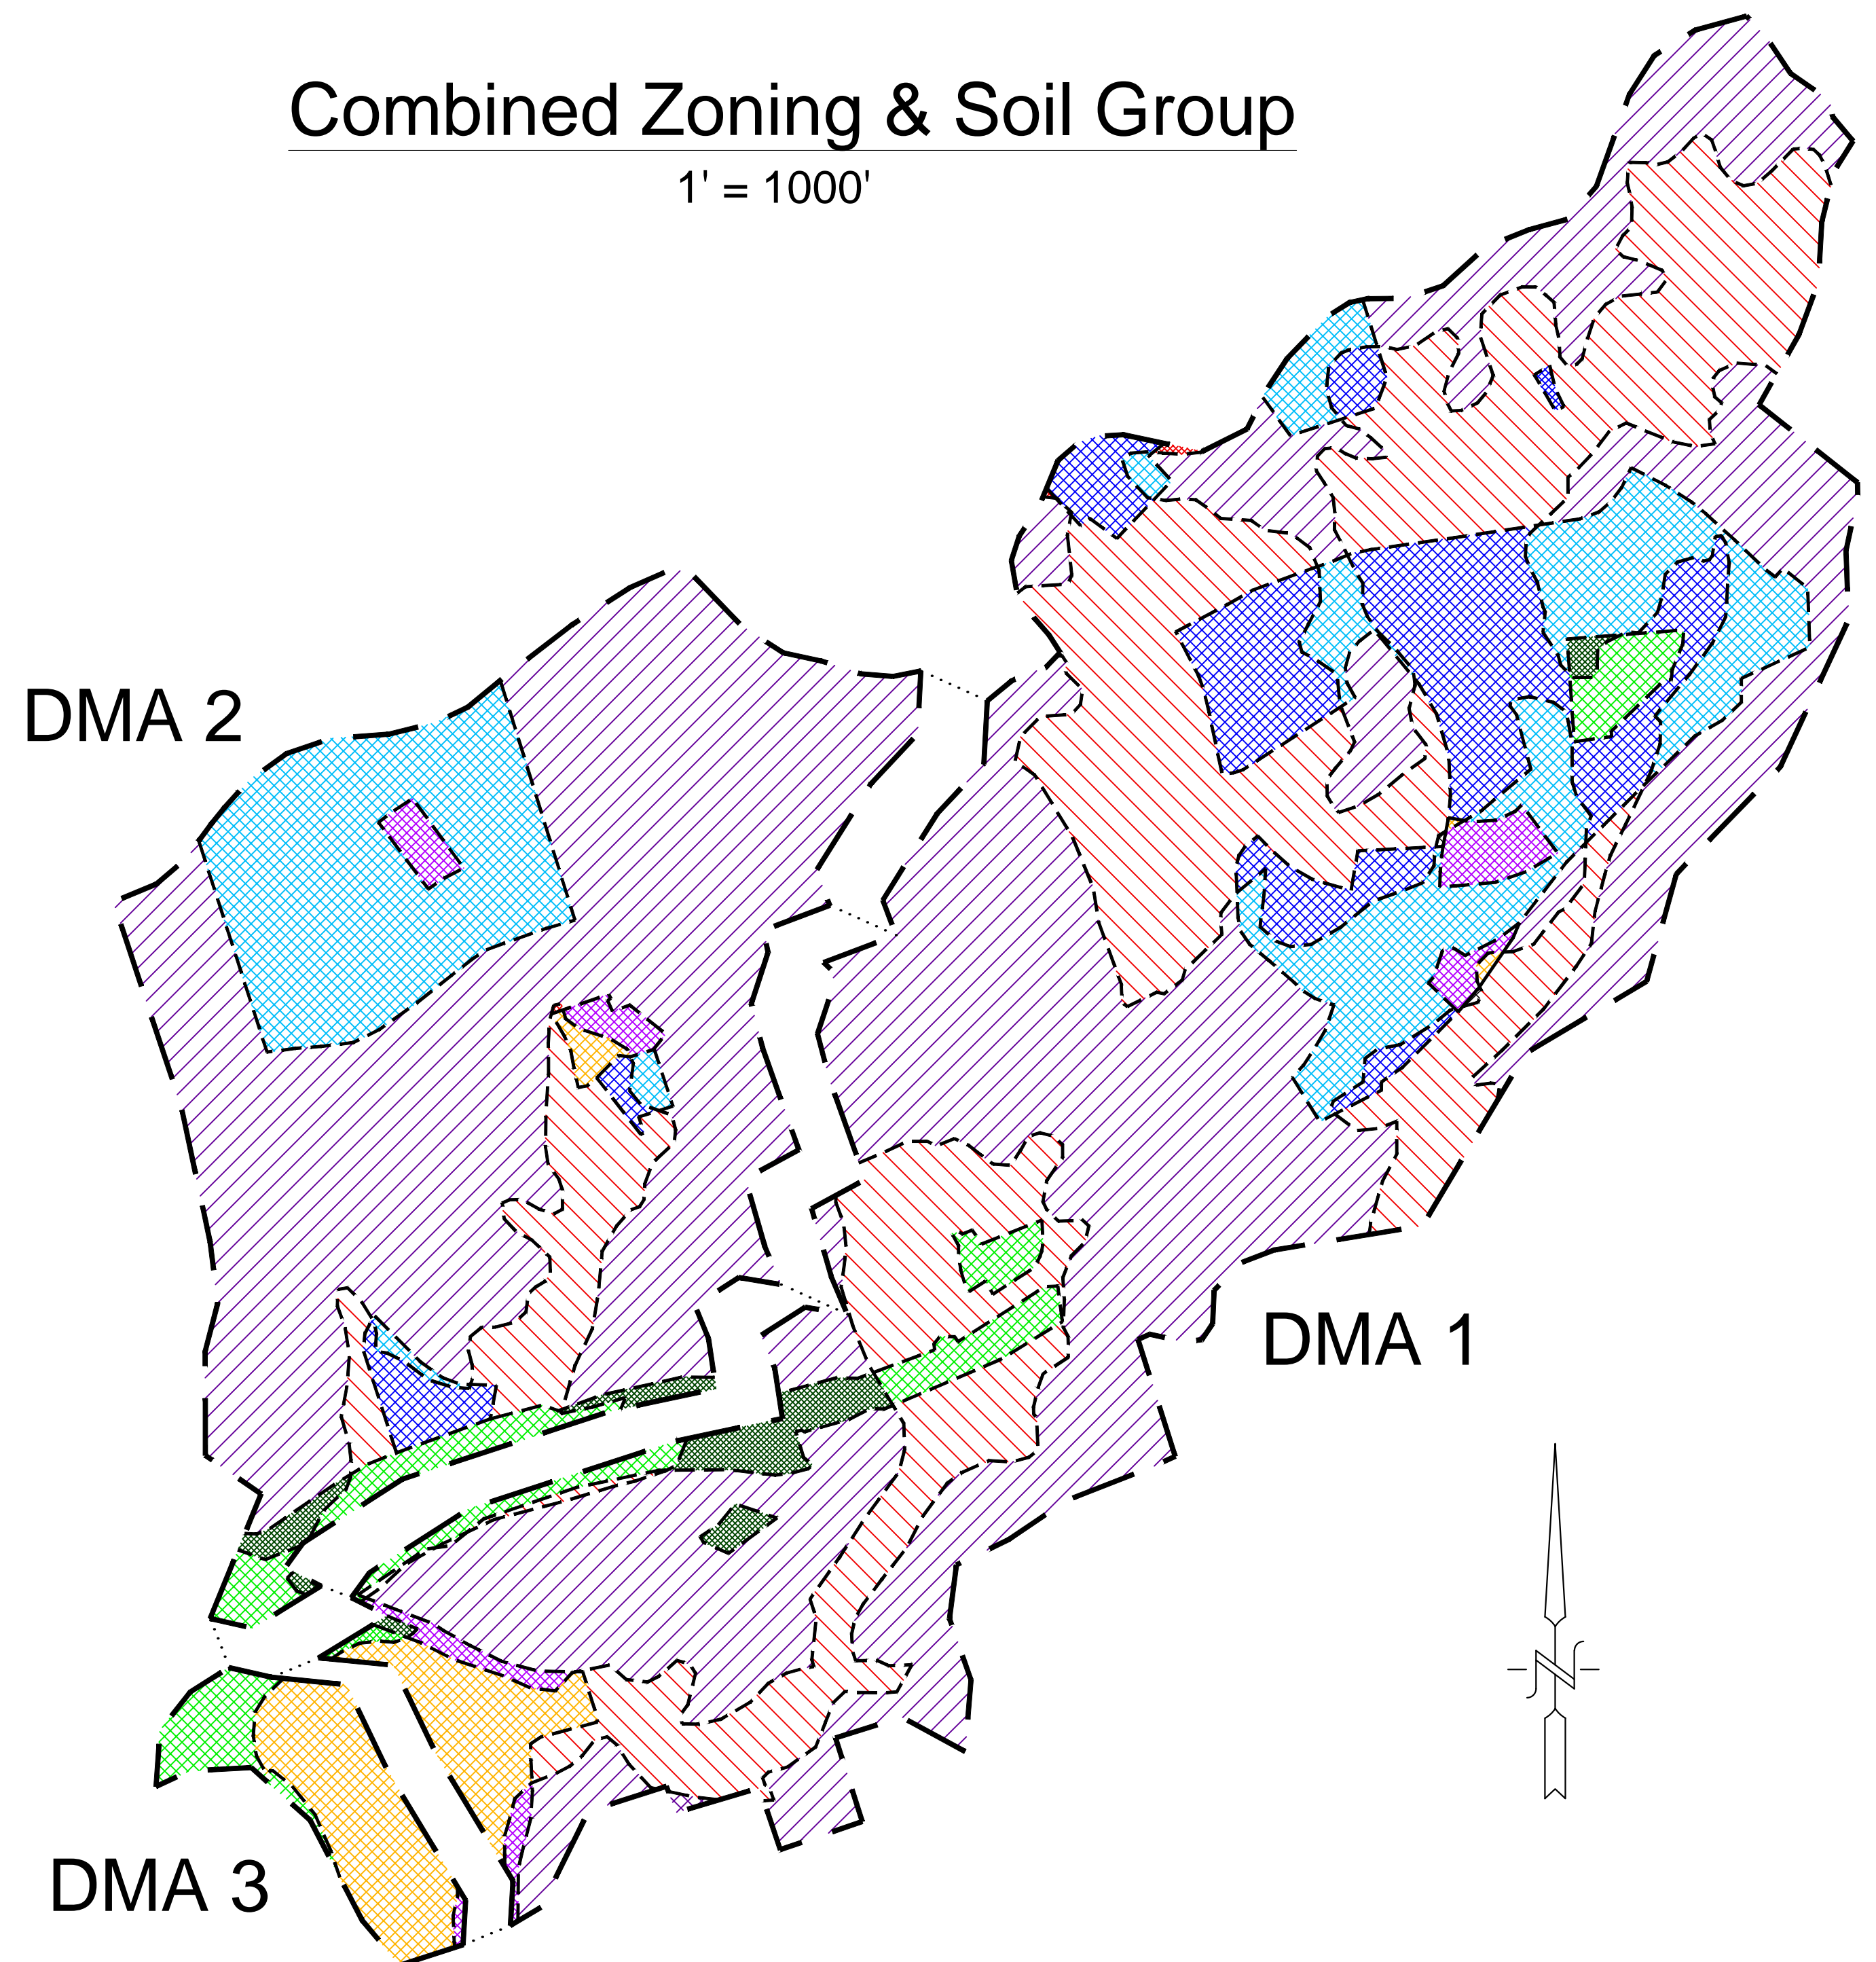 Combined Zoning & Soil Group
1' = 1000'
DMA 2
DMA 1
DMA 3
N